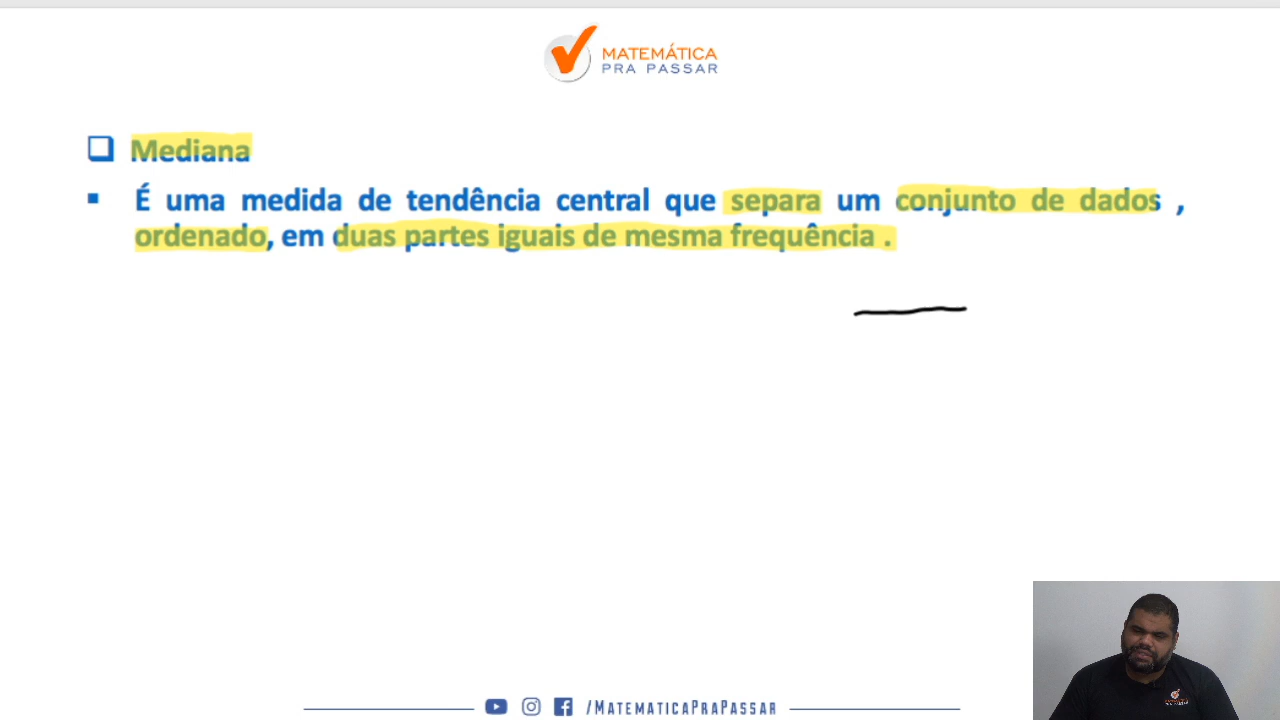 MATEMÁTICA
PRA PASSAR
Mediana
É uma medida de tendência central que separa um conjunto de dados ,
ordenado, em duas partes iguais de mesma frequência .
/MATEMATICAPRAPASSAR